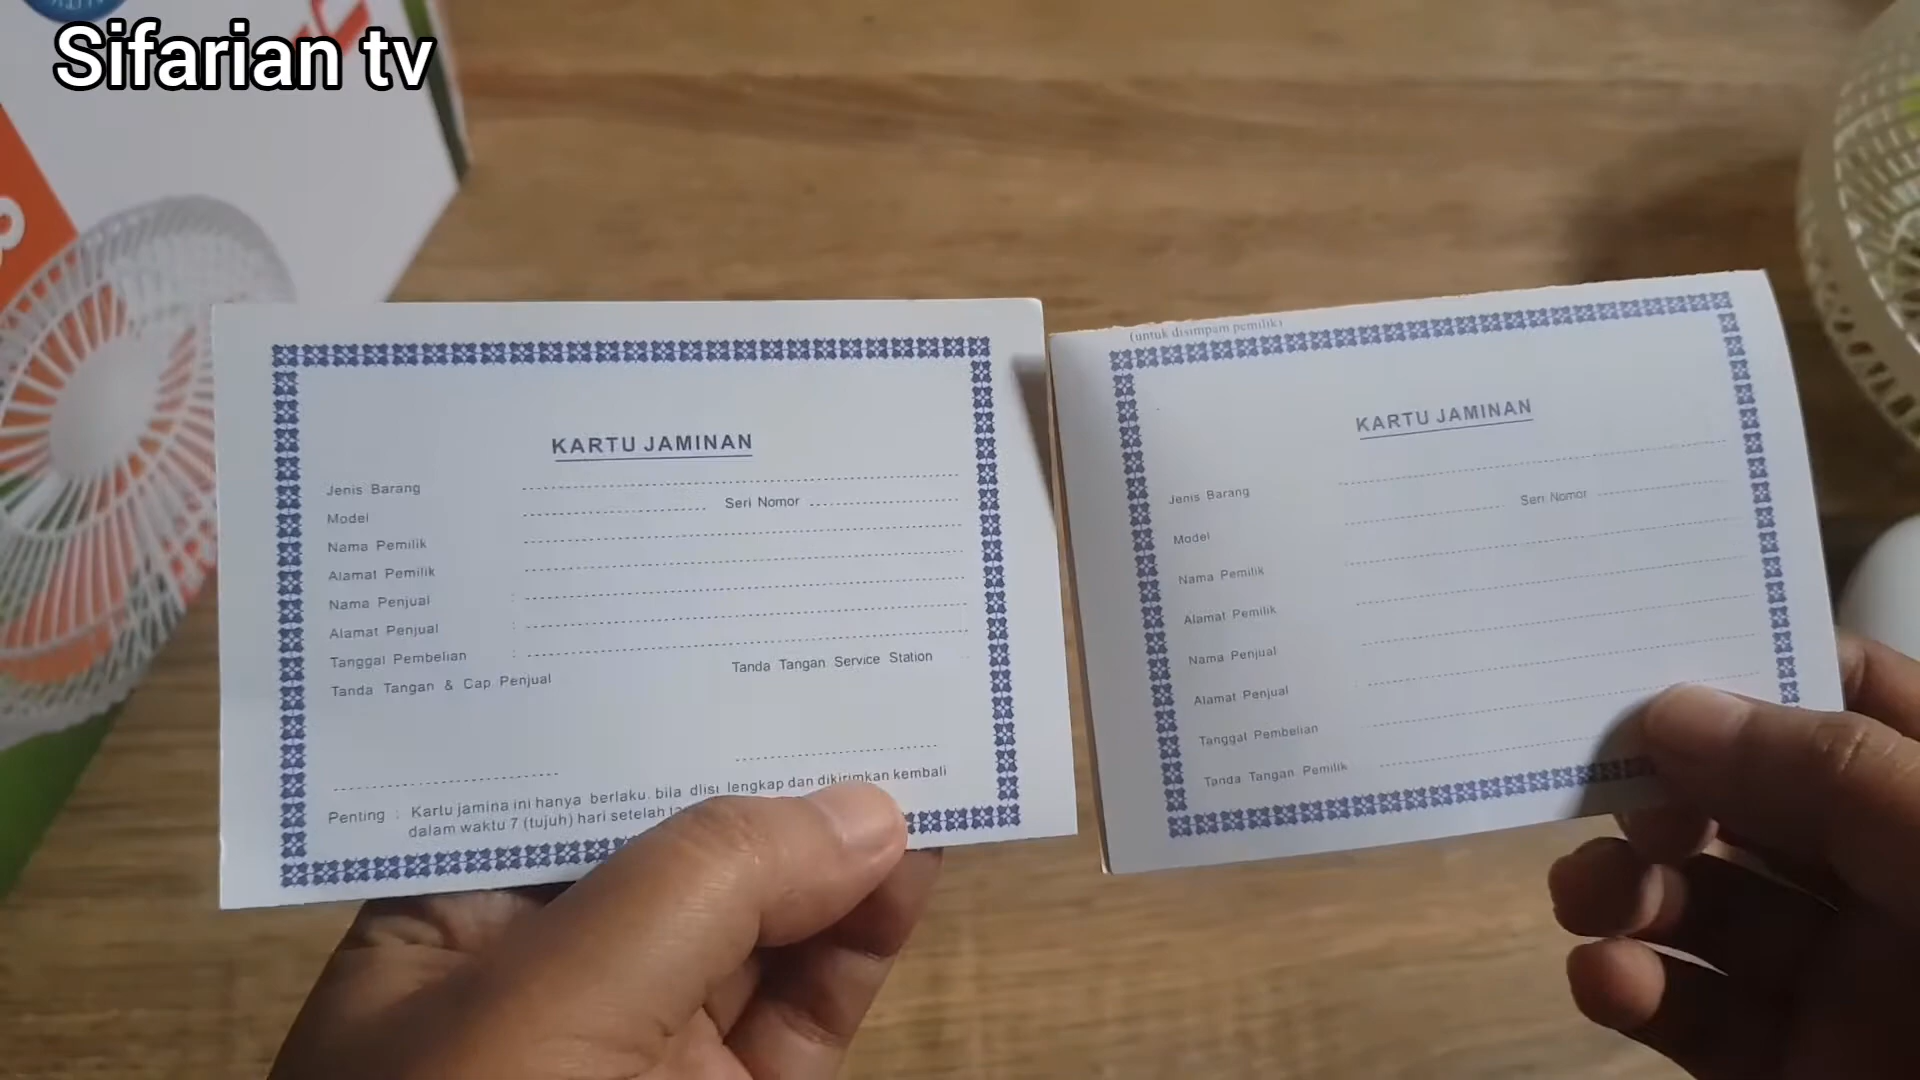 Sifarian tv
KARTU JAMINAN
Jenis Barang
Model Seri Nomor
Nama Pemilik
Alamat Pemilik
Nama Penjual :
Alamat Penjual :
Tanggal Pembelian :
Tanda Tangan & Cap Penjual Tanda Tangan Service Station
Penting : Kartu jamina ini hanya berlaku. bila dIisi lengkap dan dikirimkan kembali
dalam waktu 7 (tujuh) hari setelah
(untuk disimpam pemilik)
KARTU JAMINAN
Jenis Barang
Model Seri Nomor
Nama Pemilik
Alamat Pemilik
Nama Penjual
Alamat Penjual
Tanggal Pembelian
Tanda Tangan Pemilik